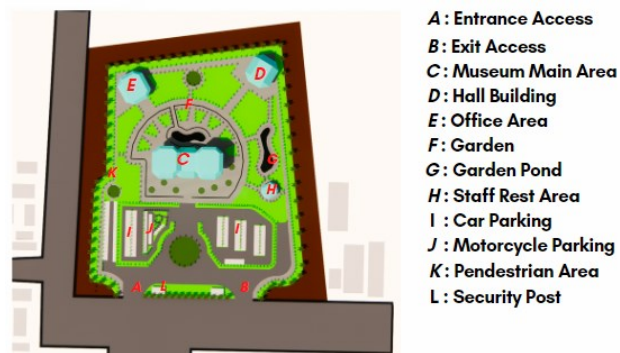 A : Entrance Access
B : Exit Access
C : Museum Main Area
D : Hall Building
E : Office Area
F : Garden
G : Garden Pond
H : Staff Rest Area
I : Car Parking
J : Motorcycle Parking
K : Pendestrian Area
L : Security Post
E
D
F
C
G
K
H
I
J
I
A
L
B